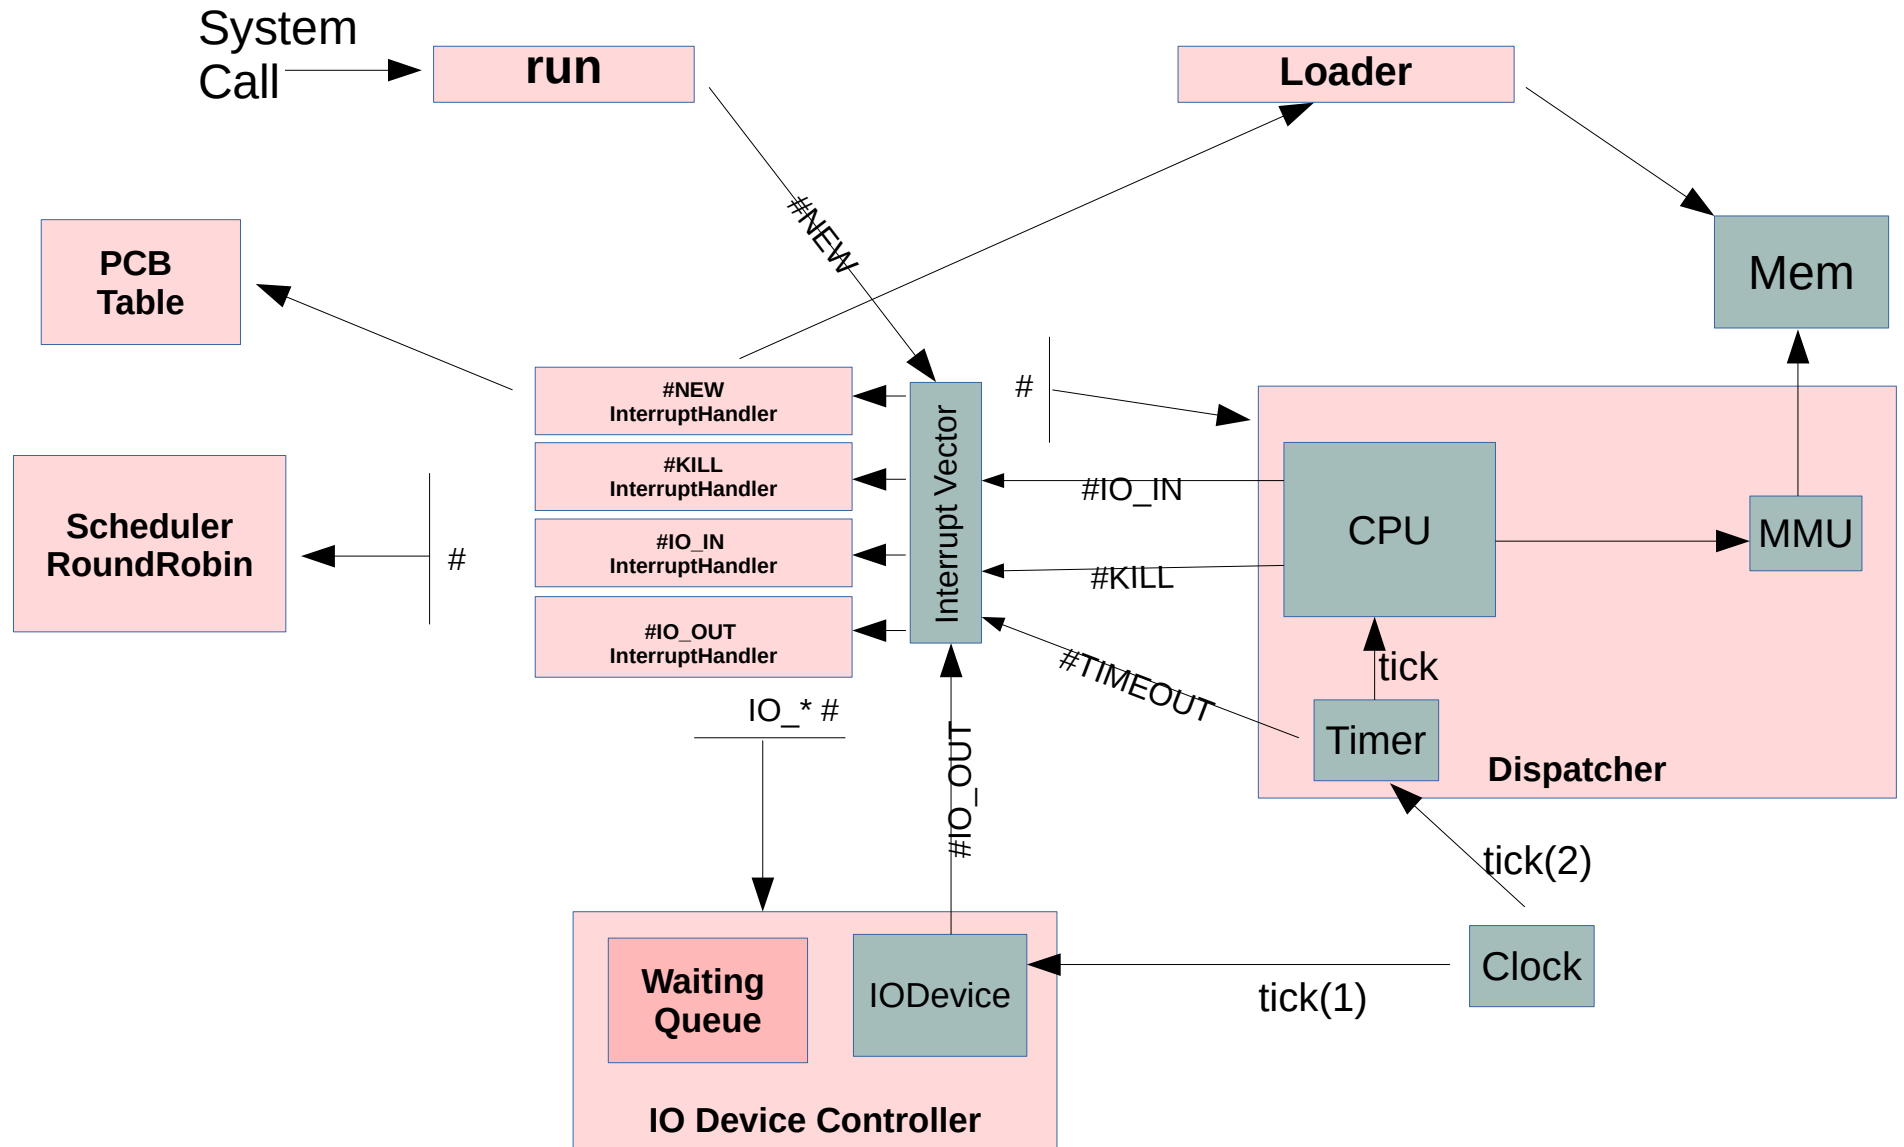 System
Call
run
Loader
#NEW
PCB
Table
Mem
#NEW
InterruptHandler
#
Interrupt Vector
#KILL
InterruptHandler
#IO_IN
CPU
MMU
Scheduler
RoundRobin
#
#IO_IN
InterruptHandler
#KILL
#IO_OUT
InterruptHandler
#TIMEOUT
tick
IO_* #
Timer
Dispatcher
#IO_OUT
tick(2)
Waiting
Queue
IODevice
Clock
tick(1)
IO Device Controller